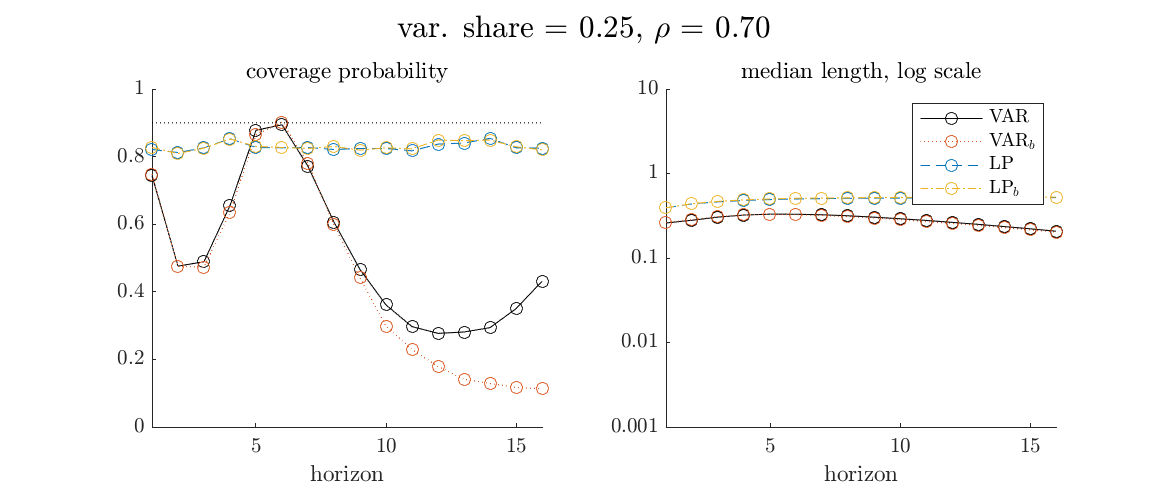 var. share = 0.25, ρ = 0.70
coverage probability
1
0.8
0.6
0.4
0.2
0
5 10 15
horizon
median length, log scale
10
1
0.1
0.01
0.001
5 10 15
horizon
VAR
VAR_b
LP
LP_b